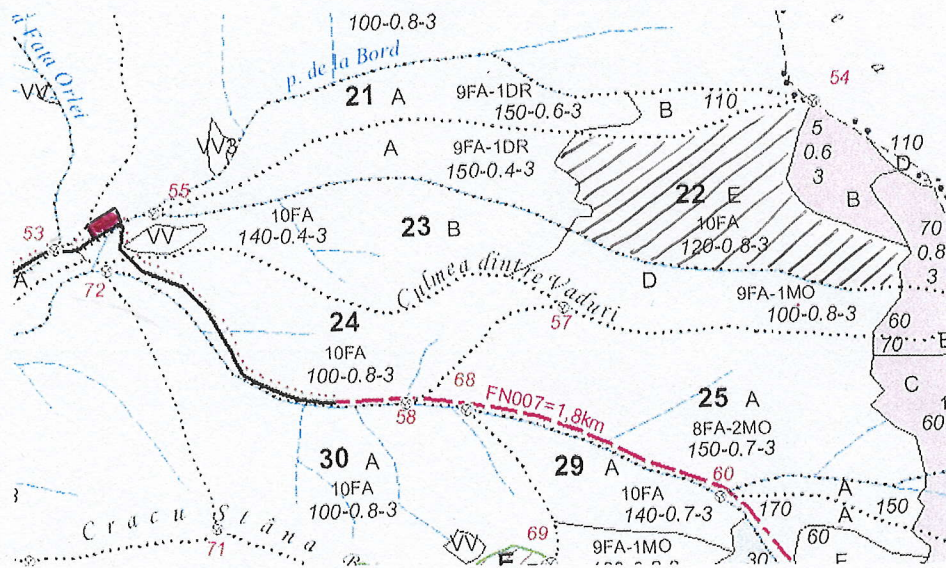 100-0.8-3
e
a
à Fața Orlei
p. de la Bord
54
21 A
9FA-1DR
150-0.6-3
B
110
VV3
A
9FA-1DR
150-0.4-3
5
0.6
3
110
D
55
22 E
10FA
120-0.8-3
B
53
VV
10FA
140-0.4-3
23 B
70
0.8
3
A
72
Culmea dintre Vaduri
D
9FA-1MO
100-0.8-3
57
60
70
24
10FA
100-0.8-3
68
58
FN007=1,8km
25 A
8FA-2MO
150-0.7-3
C
60
30 A
10FA
100-0.8-3
29 A
10FA
140-0.7-3
60
A
170
A
150
Cracu Stâna
71
69
VV
9FA-1MO
60
30